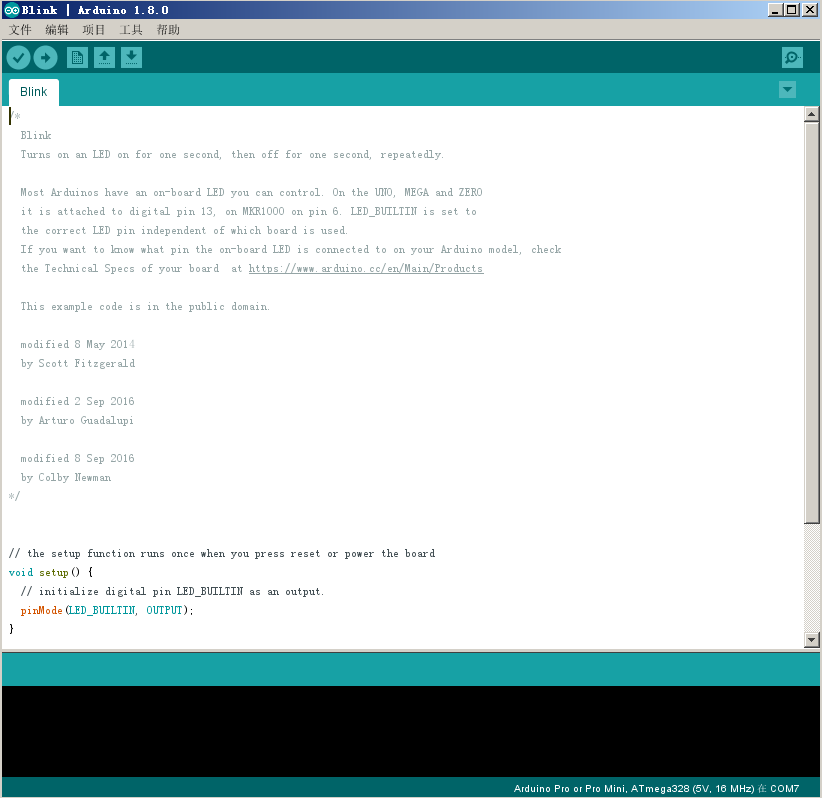 Blink | Arduino 1.8.0
文件 编辑 项目 工具 帮助
Blink
/*
Blink
Turns on an LED on for one second, then off for one second, repeatedly.
Most Arduinos have an on-board LED you can control. On the UNO, MEGA and ZERO
it is attached to digital pin 13, on MKR1000 on pin 6. LED_BUILTIN is set to
the correct LED pin independent of which board is used.
If you want to know what pin the on-board LED is connected to on your Arduino model, check
the Technical Specs of your board  at https://www.arduino.cc/en/Main/Products
This example code is in the public domain.
modified 8 May 2014
by Scott Fitzgerald
modified 2 Sep 2016
by Arturo Guadalupi
modified 8 Sep 2016
by Colby Newman
*/
// the setup function runs once when you press reset or power the board
void setup() {
// initialize digital pin LED_BUILTIN as an output.
pinMode(LED_BUILTIN, OUTPUT);
}
Arduino Pro or Pro Mini, ATmega328 (5V, 16 MHz) 在 COM7